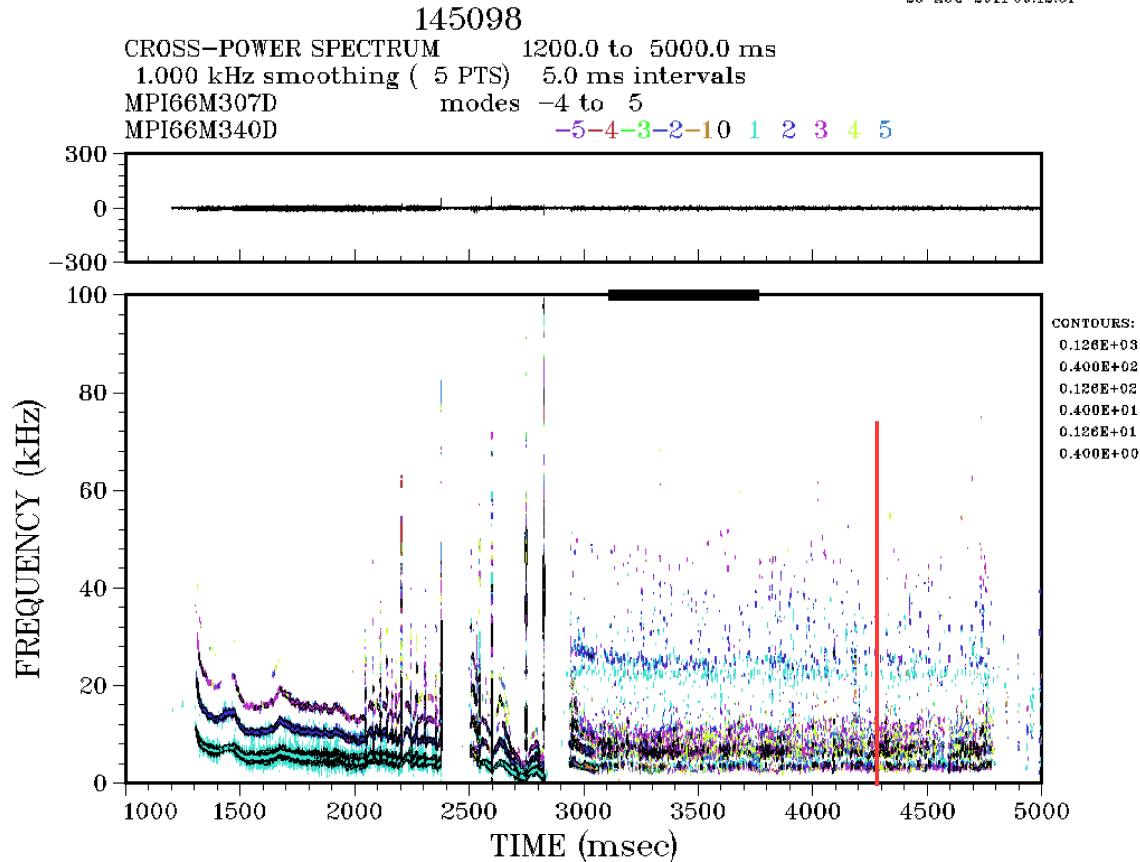 145098
CROSS-POWER SPECTRUM 1200.0 to 5000.0 ms
1.000 kHz smoothing ( 5 PTS) 5.0 ms intervals
MPI66M307D modes -4 to 5
MPI66M340D -5-4-3-2-1 0 1 2 3 4 5
300
0
-300
100
80
60
40
20
0
FREQUENCY (kHz)
CONTOURS:
0.126E+03
0.400E+02
0.126E+02
0.400E+01
0.126E+01
0.400E+00
1000 1500 2000 2500 3000 3500 4000 4500 5000
TIME (msec)